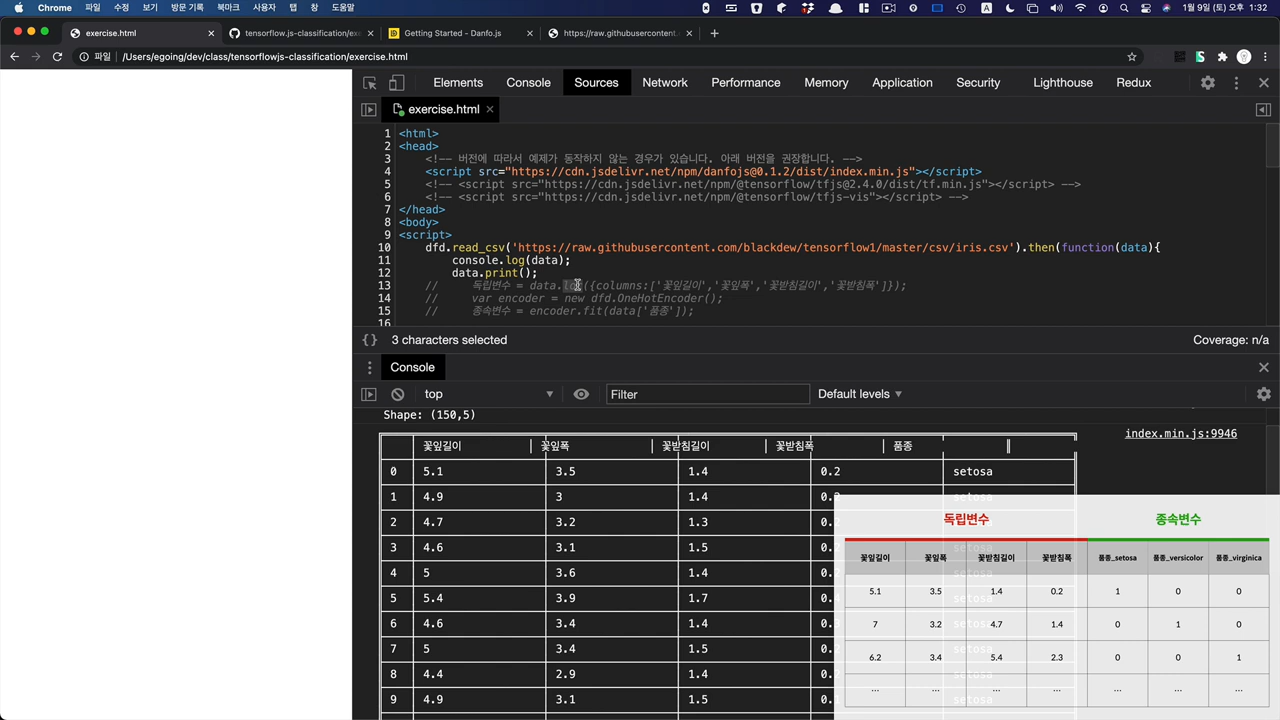 Chrome 파일 수정 보기 방문 기록 북마크 사용자 탭 창 도움말 1월 9일(토) 1:32
exercise.html tensorflow.js-classification/exe Getting Started - Danfo.js https://raw.githubusercontent.c
파일 /Users/egoing/dev/class/tensorflowjs-classification/exercise.html
Elements Console Sources Network Performance Memory Application Security Lighthouse Redux
exercise.html
1 <html>
2 <head>
3 <!-- 버전에 따라서 예제가 동작하지 않는 경우가 있습니다. 아래 버전을 권장합니다. -->
4 <script src="https://cdn.jsdelivr.net/npm/danfojs@0.1.2/dist/index.min.js"></script>
5 <!-- <script src="https://cdn.jsdelivr.net/npm/@tensorflow/tfjs@2.4.0/dist/tf.min.js"></script> -->
6 <!-- <script src="https://cdn.jsdelivr.net/npm/@tensorflow/tfjs-vis"></script> -->
7 </head>
8 <body>
9 <script>
10 dfd.read_csv('https://raw.githubusercontent.com/blackdew/tensorflow1/master/csv/iris.csv').then(function(data){
11 console.log(data);
12 data.print();
13 // 독립변수 = data.loc({columns:['꽃잎길이','꽃잎폭','꽃받침길이','꽃받침폭']});
14 // var encoder = new dfd.OneHotEncoder();
15 // 종속변수 = encoder.fit(data['품종']);
16
{} 3 characters selected Coverage: n/a
Console
top Filter Default levels
Shape: (150,5)
index.min.js:9946
꽃잎길이 꽃잎폭 꽃받침길이 꽃받침폭 품종
0 5.1 3.5 1.4 0.2 setosa
1 4.9 3 1.4 0.2 setosa
2 4.7 3.2 1.3
3 4.6 3.1 1.5
4 5 3.6 1.4
5 5.4 3.9 1.7
6 4.6 3.4 1.4
7 5 3.4 1.5
8 4.4 2.9 1.4
9 4.9 3.1 1.5
독립변수 종속변수
꽃잎길이 꽃잎폭 꽃받침길이 꽃받침폭 품종_setosa 품종_versicolor 품종_virginica
5.1 3.5 1.4 0.2 1 0 0
7 3.2 4.7 1.4 0 1 0
6.2 3.4 5.4 2.3 0 0 1
... ... ... ... ... ... ...